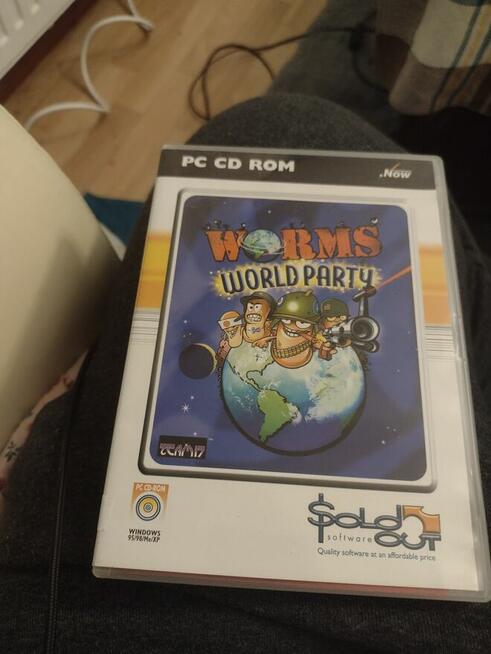 PC CD ROM
.Now
WORMS
WORLD PARTY
TEAM17
PC CD-ROM
WINDOWS
95/98/Me/XP
SOLD
software OUT
Quality software at an affordable price